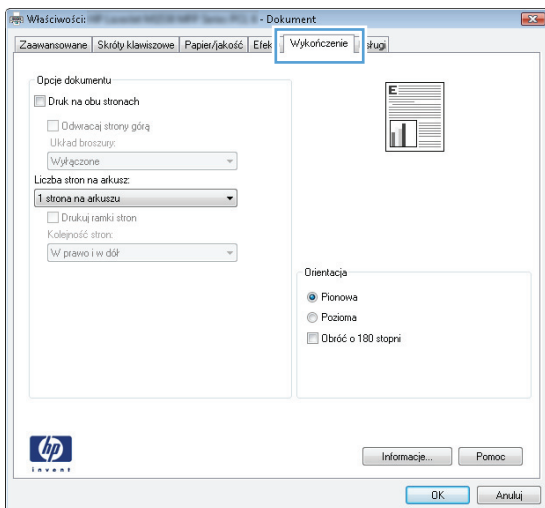 Właściwości: - Dokument
Zaawansowane Skróty klawiszowe Papier/jakość Efek Wykończenie sługi
Opcje dokumentu
Druk na obu stronach
Odwracaj strony górą
Układ broszury:
Wyłączone
Liczba stron na arkusz:
1 strona na arkuszu
Drukuj ramki stron
Kolejność stron:
W prawo i w dół
E
Orientacja
Pionowa
Pozioma
Obróć o 180 stopni
hp
invent
Informacje... Pomoc
OK Anuluj